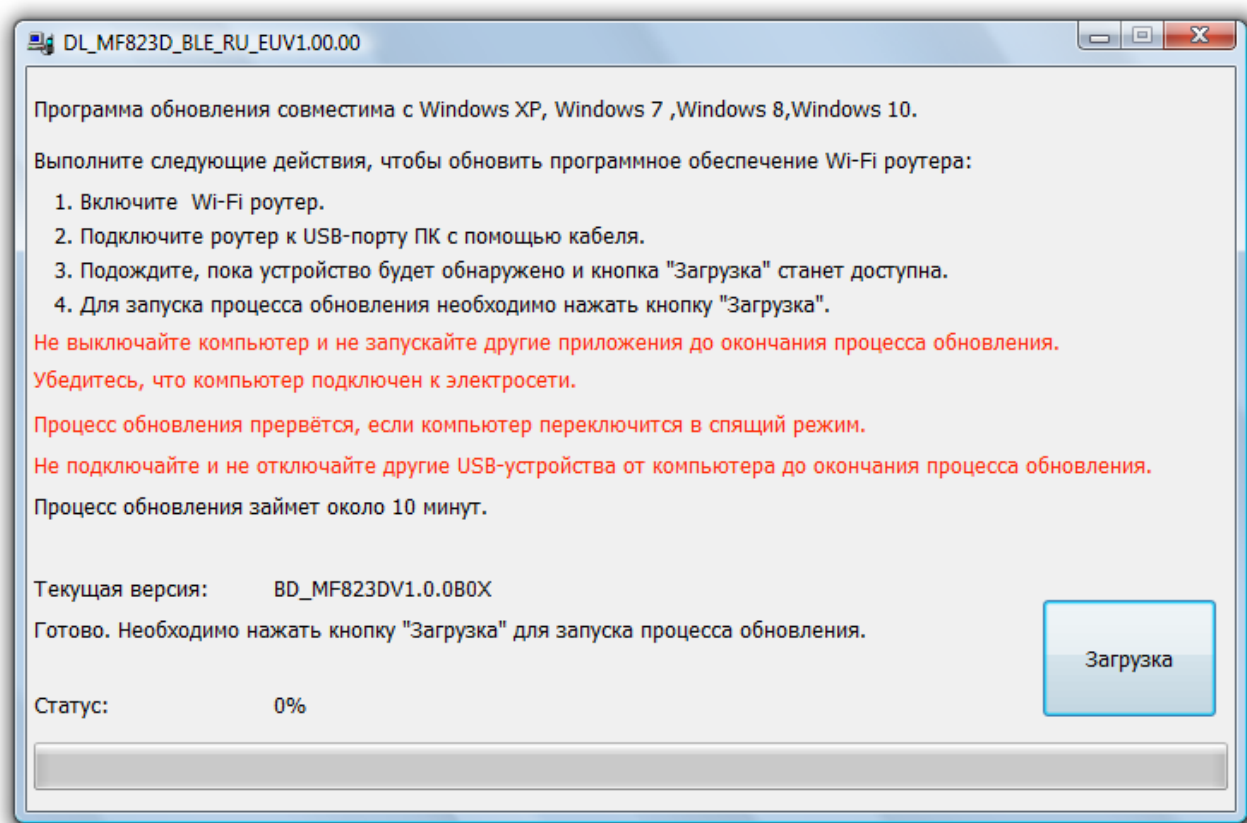 DL_MF823D_BLE_RU_EUV1.00.00
Программа обновления совместима с Windows XP, Windows 7 ,Windows 8,Windows 10.
Выполните следующие действия, чтобы обновить программное обеспечение Wi-Fi роутера:
1. Включите  Wi-Fi роутер.
2. Подключите роутер к USB-порту ПК с помощью кабеля.
3. Подождите, пока устройство будет обнаружено и кнопка "Загрузка" станет доступна.
4. Для запуска процесса обновления необходимо нажать кнопку "Загрузка".
Не выключайте компьютер и не запускайте другие приложения до окончания процесса обновления.
Убедитесь, что компьютер подключен к электросети.
Процесс обновления прервётся, если компьютер переключится в спящий режим.
Не подключайте и не отключайте другие USB-устройства от компьютера до окончания процесса обновления.
Процесс обновления займет около 10 минут.
Текущая версия: BD_MF823DV1.0.0B0X
Готово. Необходимо нажать кнопку "Загрузка" для запуска процесса обновления.
Загрузка
Статус: 0%